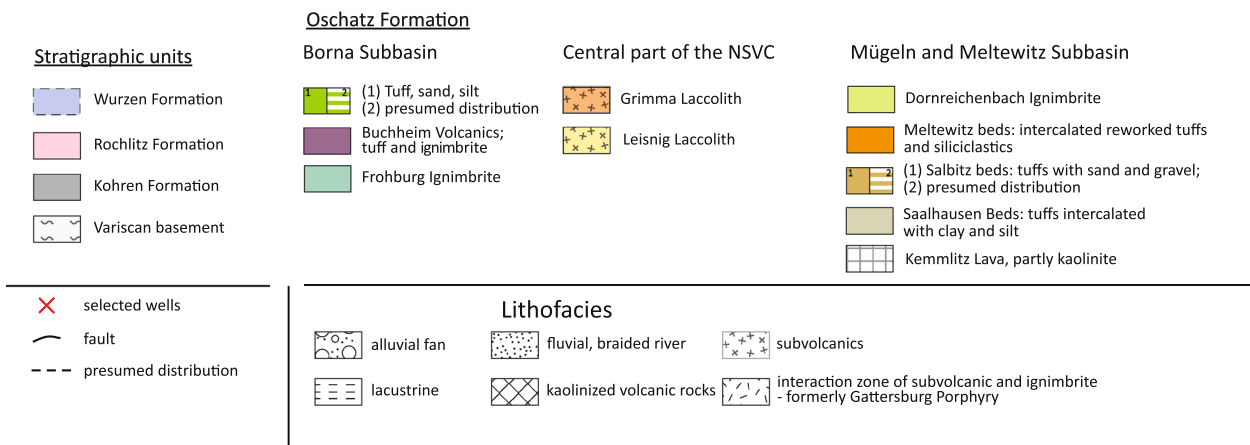 Stratigraphic units
Wurzen Formation
Rochlitz Formation
Kohren Formation
Variscan basement
Oschatz Formation
Borna Subbasin
1 2
(1) Tuff, sand, silt
(2) presumed distribution
Buchheim Volcanics;
tuff and ignimbrite
Frohburg Ignimbrite
Central part of the NSVC
Grimma Laccolith
Leisnig Laccolith
Mügeln and Meltewitz Subbasin
Dornreichenbach Ignimbrite
Meltewitz beds: intercalated reworked tuffs
and siliciclastics
1 2
(1) Salbitz beds: tuffs with sand and gravel;
(2) presumed distribution
Saalhausen Beds: tuffs intercalated
with clay and silt
Kemmlitz Lava, partly kaolinite
selected wells
fault
presumed distribution
Lithofacies
alluvial fan
fluvial, braided river
subvolcanics
lacustrine
kaolinized volcanic rocks
interaction zone of subvolcanic and ignimbrite
- formerly Gattersburg Porphyry